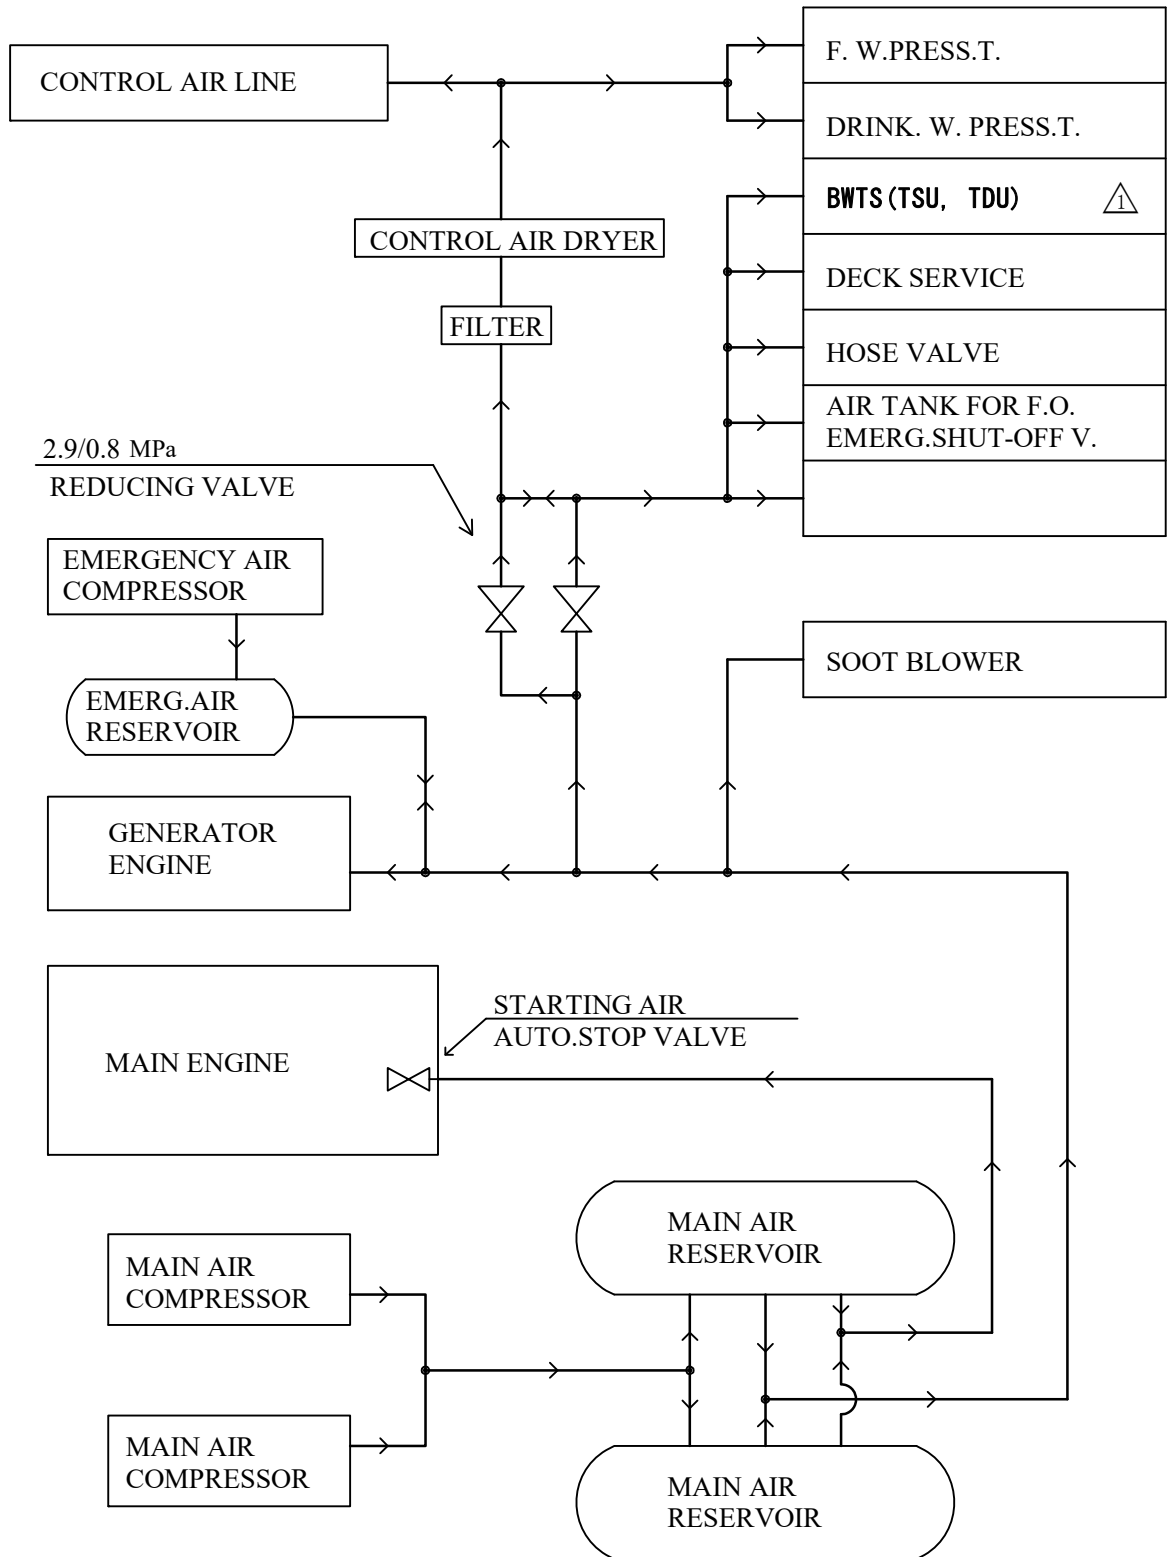 CONTROL AIR LINE
F. W.PRESS.T.
DRINK. W. PRESS.T.
BWTS(TSU, TDU)
1
CONTROL AIR DRYER
DECK SERVICE
FILTER
HOSE VALVE
AIR TANK FOR F.O.
EMERG.SHUT-OFF V.
2.9/0.8 MPa
REDUCING VALVE
EMERGENCY AIR
COMPRESSOR
SOOT BLOWER
EMERG.AIR
RESERVOIR
GENERATOR
ENGINE
STARTING AIR
AUTO.STOP VALVE
MAIN ENGINE
MAIN AIR
RESERVOIR
MAIN AIR
COMPRESSOR
MAIN AIR
COMPRESSOR
MAIN AIR
RESERVOIR